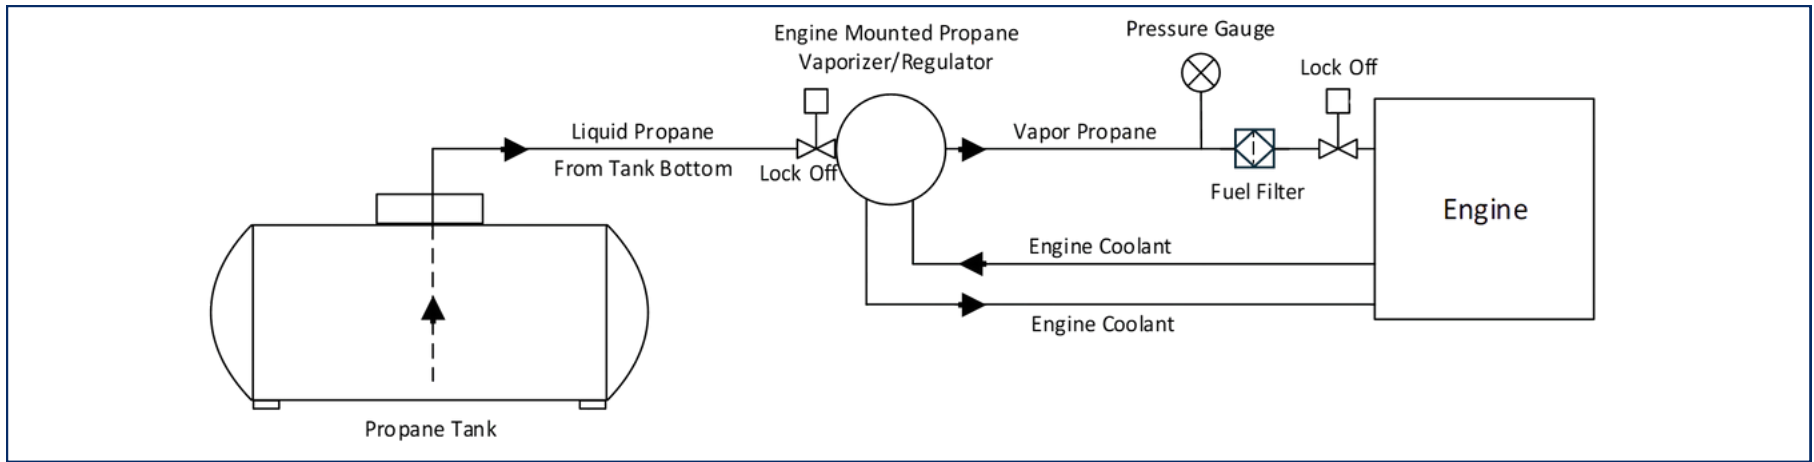 Engine Mounted Propane
Vaporizer/Regulator
Pressure Gauge
Lock Off
Liquid Propane
From Tank Bottom
Lock Off
Vapor Propane
Fuel Filter
Engine
Engine Coolant
Engine Coolant
Propane Tank